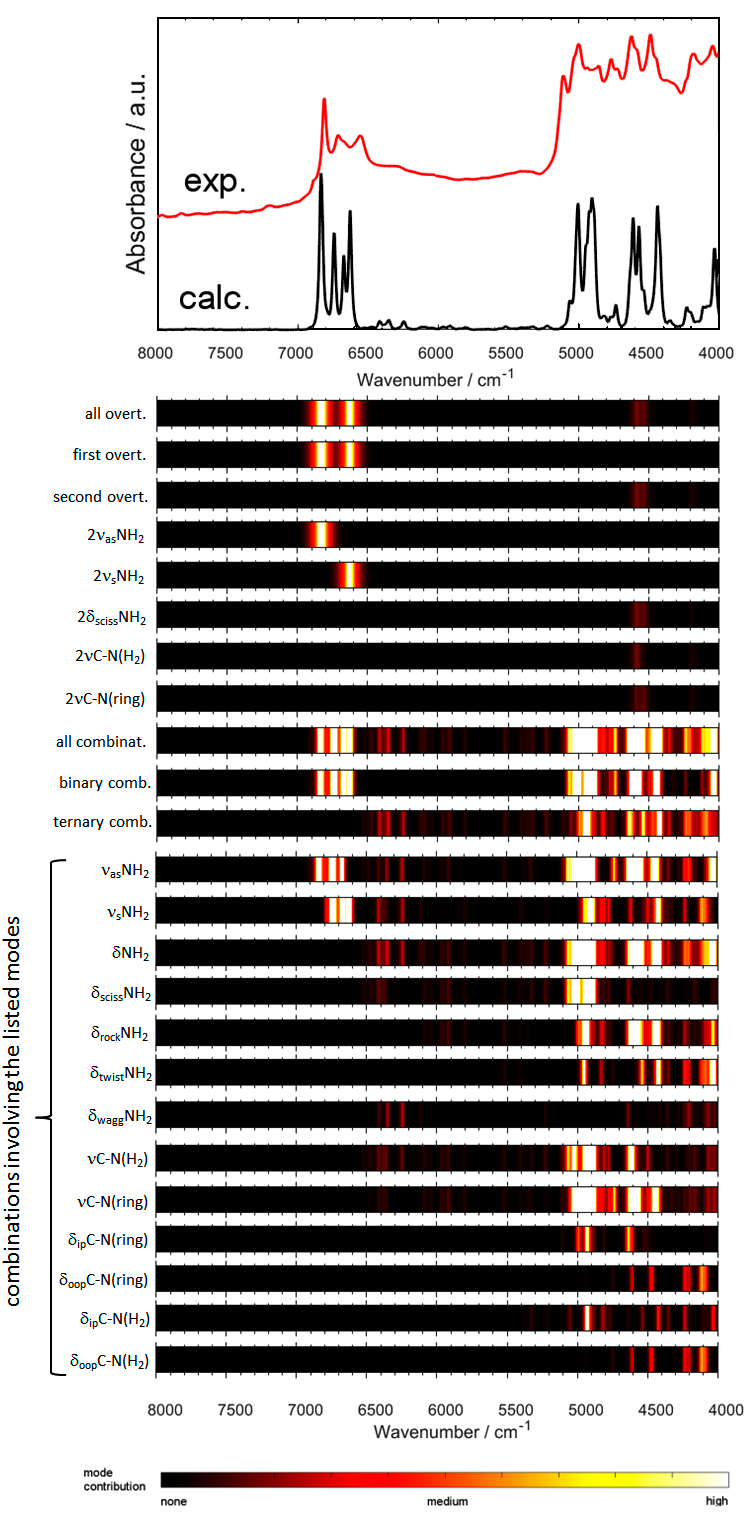 Absorbance / a.u.
exp.
calc.
8000 7000 6500 6000 5500 5000 4500 4000
Wavenumber / cm⁻¹
all overt.
first overt.
second overt.
2νasNH₂
2νsNH₂
2δscissNH₂
2νC-N(H₂)
2νC-N(ring)
all combinat.
binary comb.
ternary comb.
combinations involving the listed modes
νasNH₂
νsNH₂
δNH₂
δscissNH₂
δrockNH₂
δtwistNH₂
δwaggNH₂
νC-N(H₂)
νC-N(ring)
δipC-N(ring)
δoopC-N(ring)
δipC-N(H₂)
δoopC-N(H₂)
8000 7500 7000 6500 6000 5500 5000 4500 4000
Wavenumber / cm⁻¹
mode
contribution
none medium high